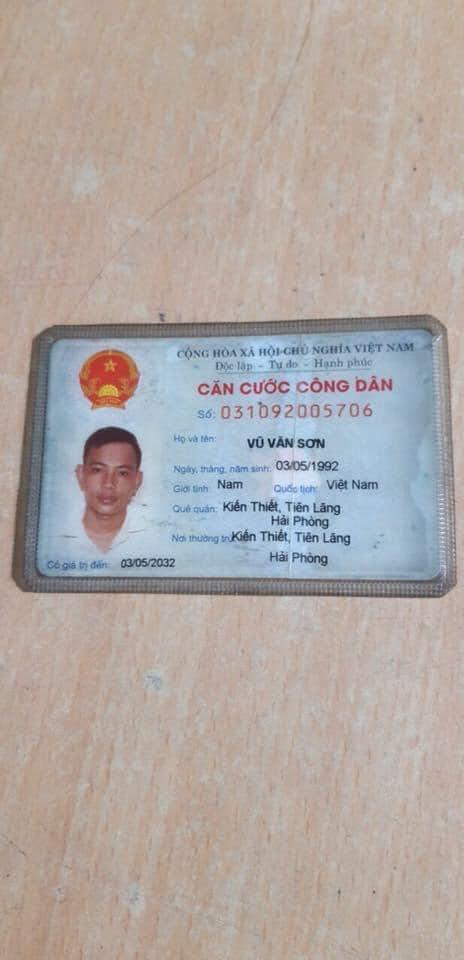 CỘNG HÒA XÃ HỘI CHỦ NGHĨA VIỆT NAM
Độc lập - Tự do - Hạnh phúc
CĂN CƯỚC CÔNG DÂN
Số: 031092005706
Họ và tên: VŨ VĂN SƠN
Ngày, tháng, năm sinh: 03/05/1992
Giới tính: Nam Quốc tịch: Việt Nam
Quê quán: Kiến Thiết, Tiên Lãng
Hải Phòng
Nơi thường trú: Kiến Thiết, Tiên Lãng
Hải Phòng
Có giá trị đến: 03/05/2032